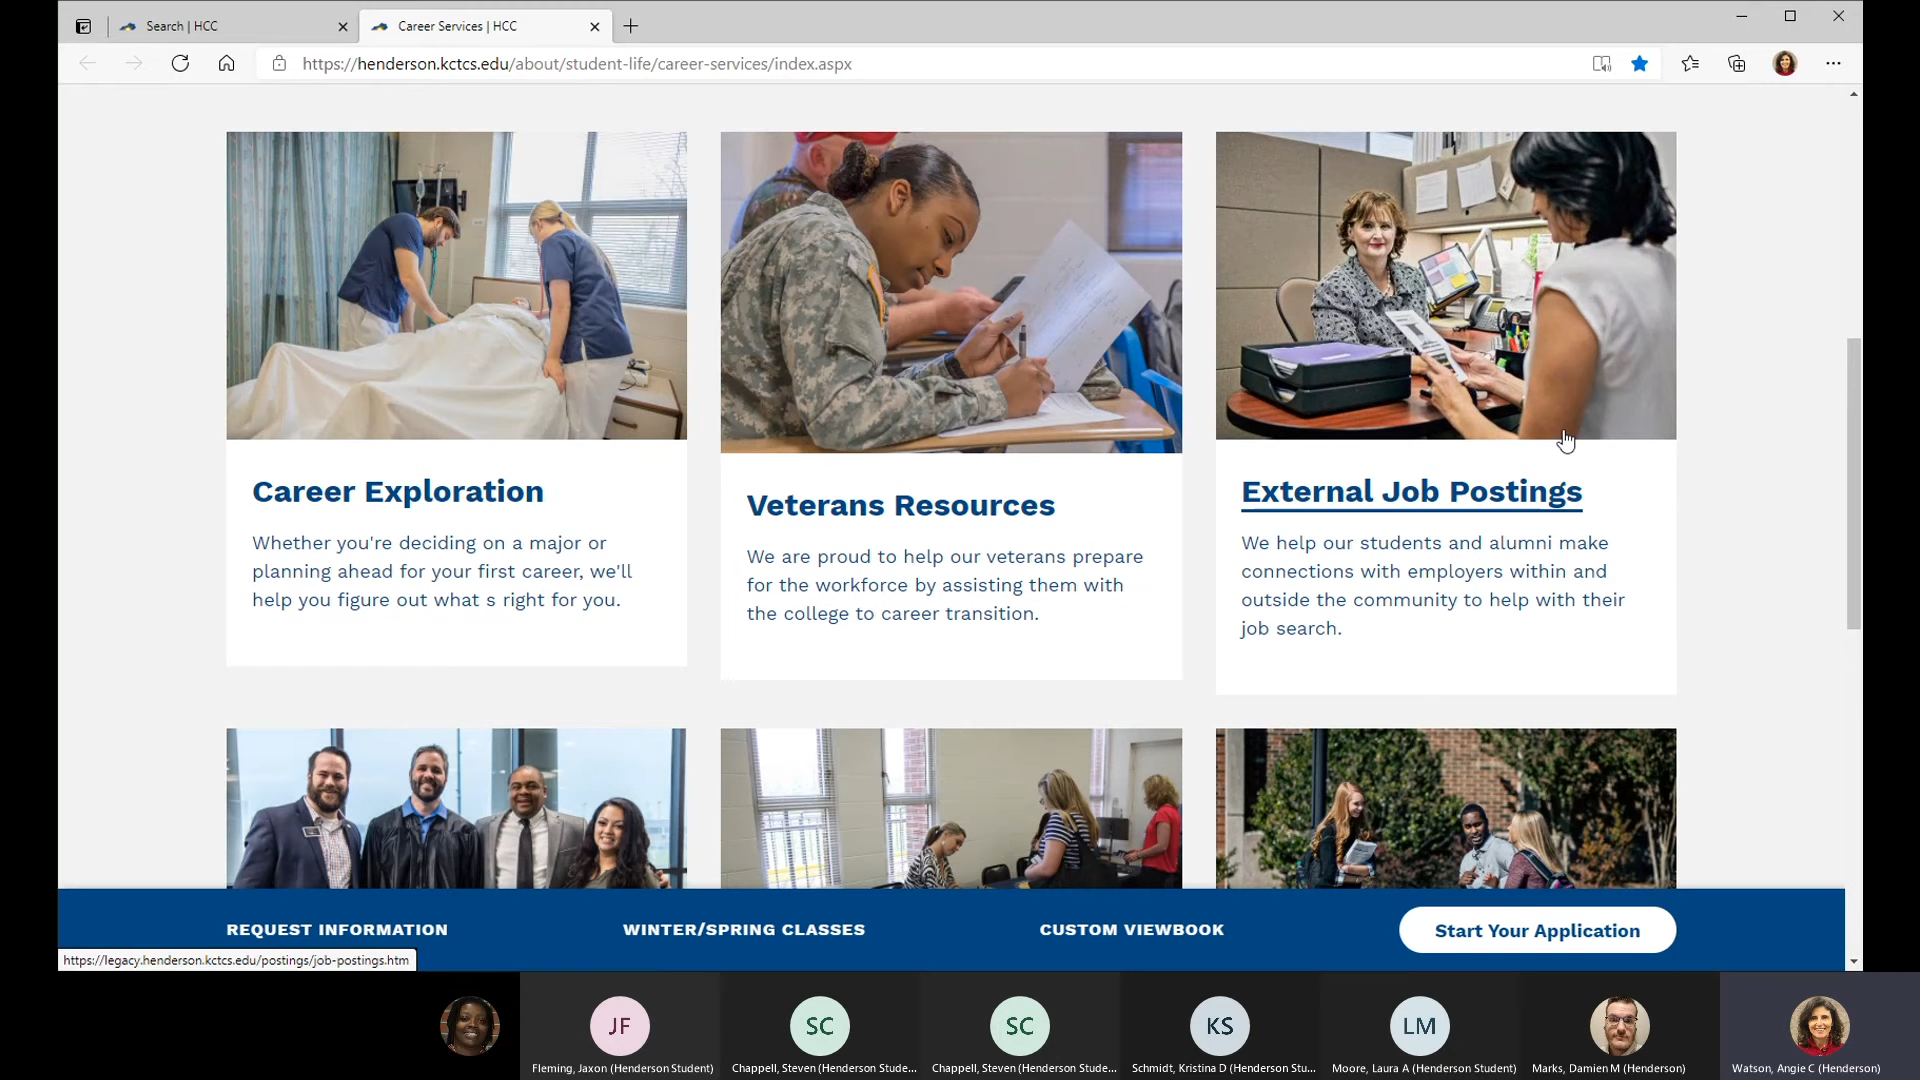 Search | HCC
Career Services | HCC
https://henderson.kctcs.edu/about/student-life/career-services/index.aspx
Career Exploration
Whether you're deciding on a major or
planning ahead for your first career, we'll
help you figure out what s right for you.
Veterans Resources
We are proud to help our veterans prepare
for the workforce by assisting them with
the college to career transition.
External Job Postings
We help our students and alumni make
connections with employers within and
outside the community to help with their
job search.
REQUEST INFORMATION
WINTER/SPRING CLASSES
CUSTOM VIEWBOOK
Start Your Application
https://legacy.henderson.kctcs.edu/postings/job-postings.htm
JF
SC
SC
KS
LM
Fleming, Jaxon (Henderson Student)
Chappell, Steven (Henderson Stude...
Chappell, Steven (Henderson Stude...
Schmidt, Kristina D (Henderson Stu...
Moore, Laura A (Henderson Student)
Marks, Damien M (Henderson)
Watson, Angie C (Henderson)